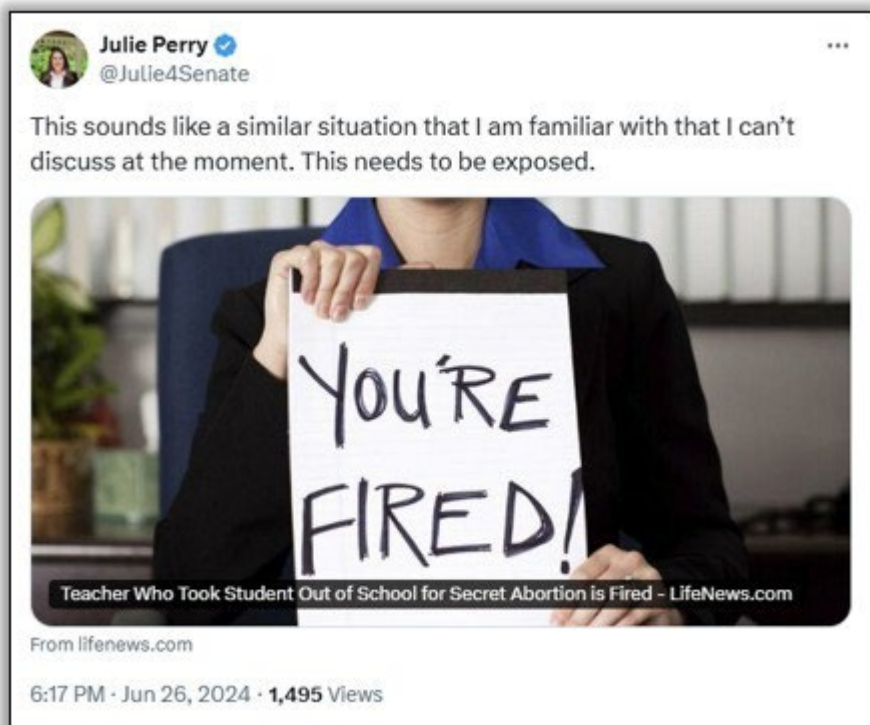 Julie Perry
@Julie4Senate
This sounds like a similar situation that I am familiar with that I can't
discuss at the moment. This needs to be exposed.
YOU'RE
FIRED!
Teacher Who Took Student Out of School for Secret Abortion is Fired - LifeNews.com
From lifenews.com
6:17 PM · Jun 26, 2024 · 1,495 Views